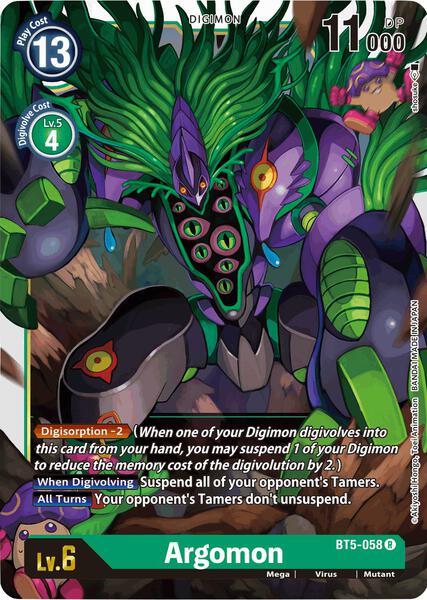 DIGIMON
Play Cost
13
11000
DP
shosuke
Digivolve Cost
Lv.5
4
©Akiyoshi Hongo, Toei Animation BANDAI MADE IN JAPAN
Digisorption -2 (When one of your Digimon digivolves into
this card from your hand, you may suspend 1 of your Digimon
to reduce the memory cost of the digivolution by 2.)
When Digivolving Suspend all of your opponent's Tamers.
All Turns Your opponent's Tamers don't unsuspend.
Lv.6
Argomon
BT5-058 R
Mega Virus Mutant